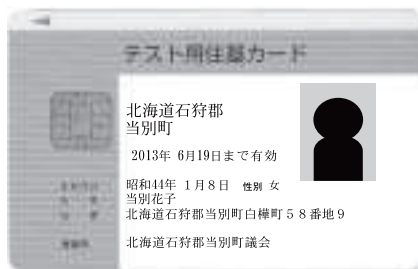 テスト用住基カード
北海道石狩郡
当別町
2013年 6月19日まで有効
昭和44年 1月8日 性別 女
当別花子
北海道石狩郡当別町白樺町58番地9
北海道石狩郡当別町議会